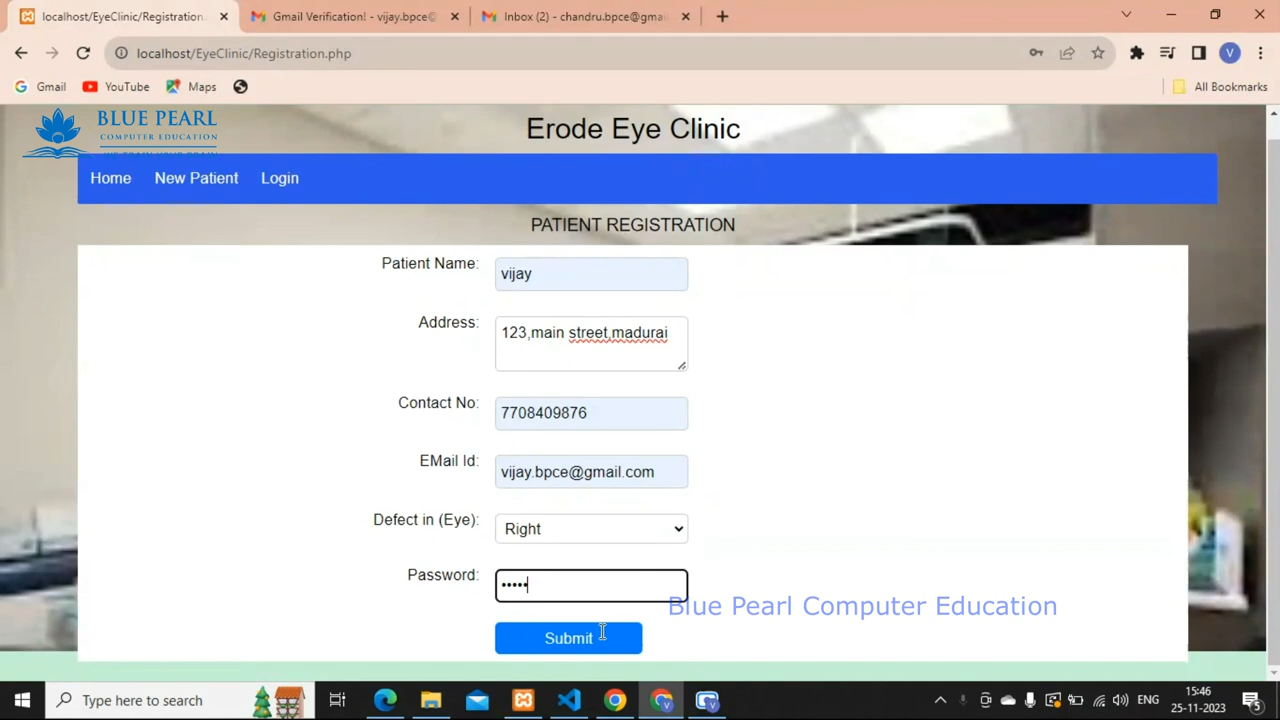 localhost/EyeClinic/Registration.
Gmail Verification! - vijay.bpce@
Inbox (2) - chandru.bpce@gmai
localhost/EyeClinic/Registration.php
V
Gmail
YouTube
Maps
All Bookmarks
BLUE PEARL
COMPUTER EDUCATION
Erode Eye Clinic
Home
New Patient
Login
PATIENT REGISTRATION
Patient Name:
vijay
Address:
123,main street,madurai
Contact No:
7708409876
EMail Id:
vijay.bpce@gmail.com
Defect in (Eye):
Right
Password:
•••••
Blue Pearl Computer Education
Submit
Type here to search
ENG
15:46
25-11-2023
5